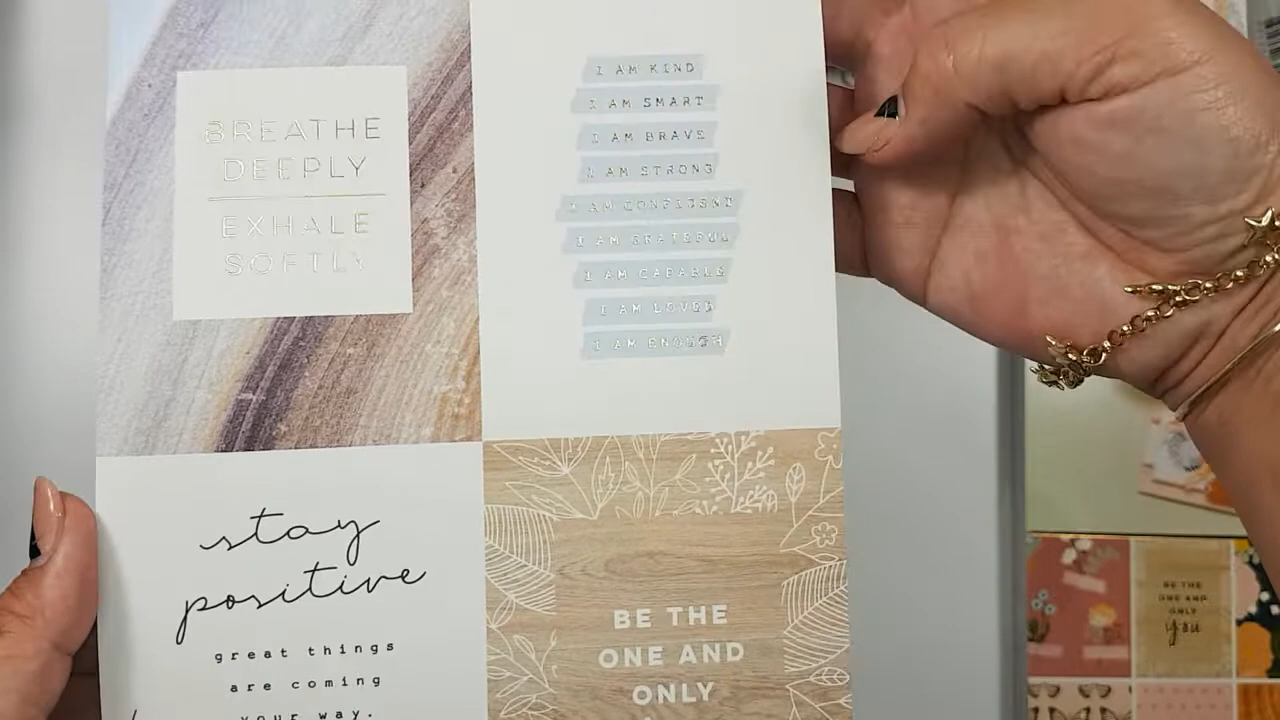 BREATHE
DEEPLY
EXHALE
SOFTLY
I AM KIND
I AM SMART
I AM BRAVE
I AM STRONG
I AM CONFIDENT
I AM GRATEFUL
I AM CAPABLE
I AM LOVED
I AM ENOUGH
stay
positive
great things
are coming
your way.
BE THE
ONE AND
ONLY
BE THE
ONE AND
ONLY
you